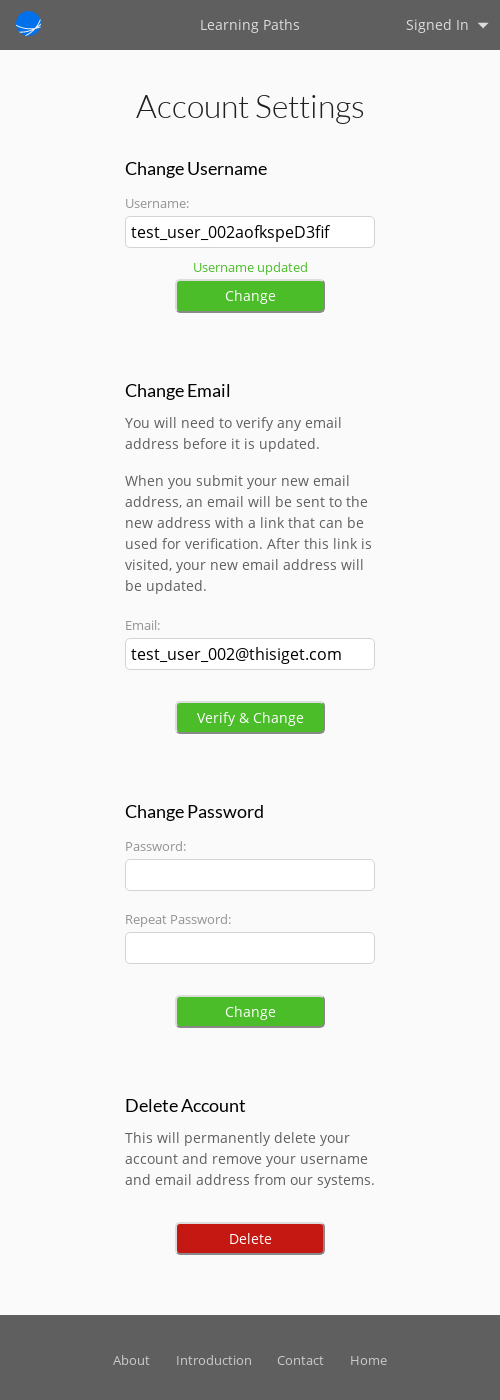 Learning Paths
Signed In
Account Settings
Change Username
Username:
test_user_002aofkspeD3fif
Username updated
Change
Change Email
You will need to verify any email
address before it is updated.
When you submit your new email
address, an email will be sent to the
new address with a link that can be
used for verification. After this link is
visited, your new email address will
be updated.
Email:
test_user_002@thisiget.com
Verify & Change
Change Password
Password:
Repeat Password:
Change
Delete Account
This will permanently delete your
account and remove your username
and email address from our systems.
Delete
About Introduction Contact Home